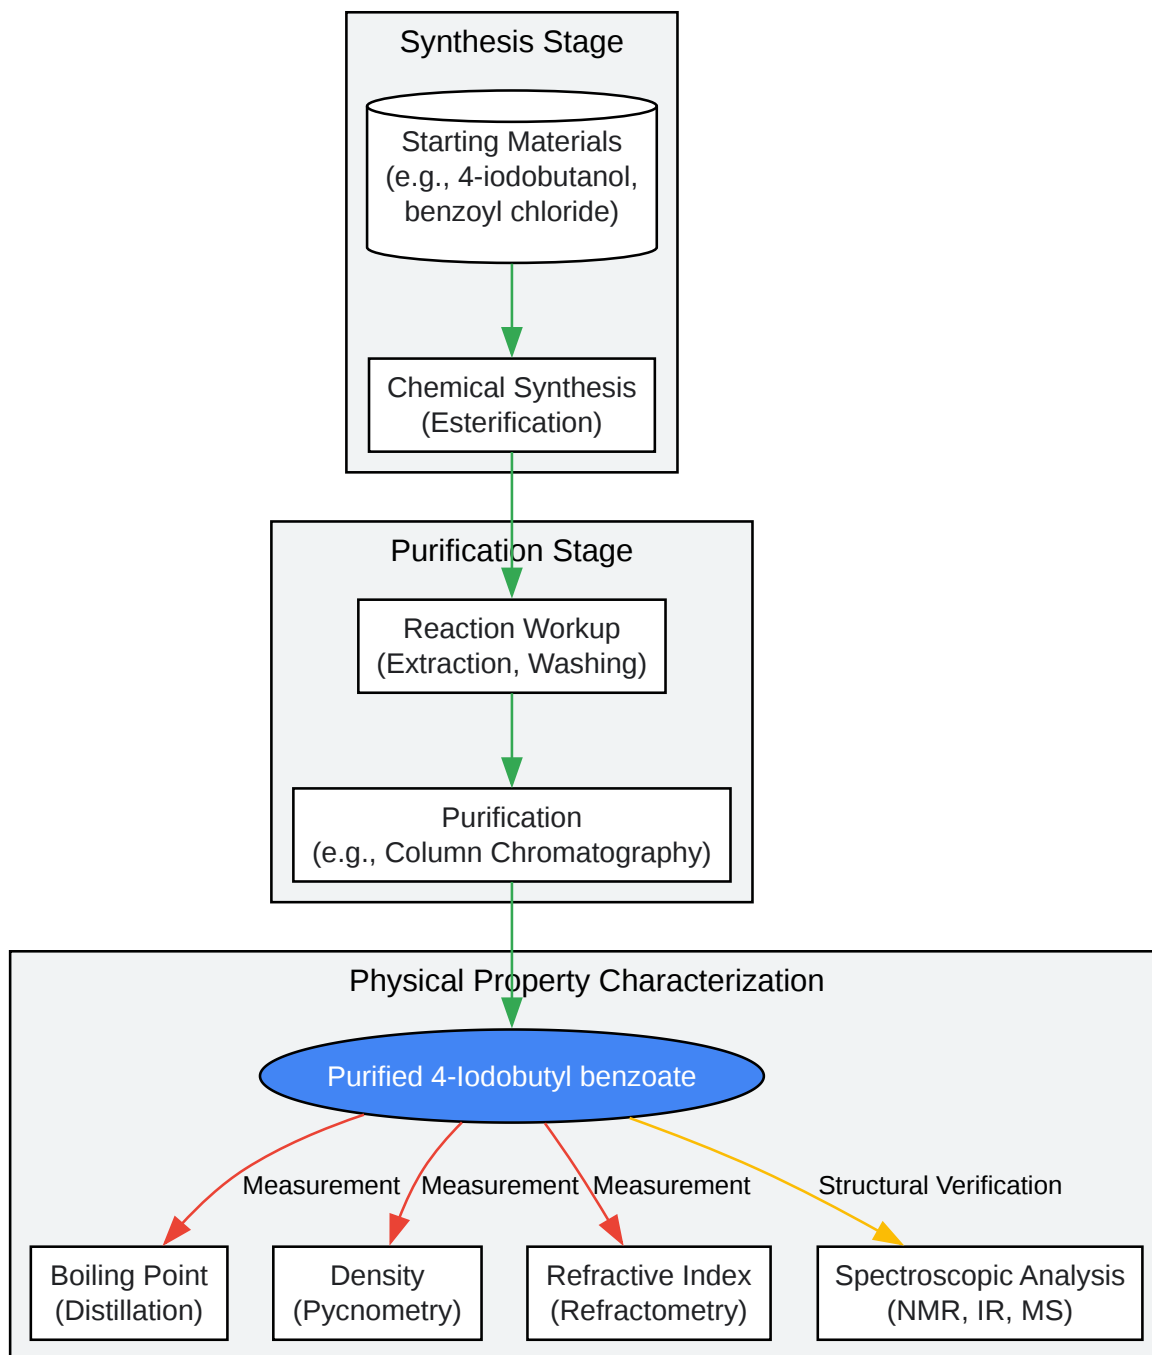 Synthesis Stage
Starting Materials
(e.g., 4-iodobutanol,
benzoyl chloride)
Chemical Synthesis
(Esterification)
Purification Stage
Reaction Workup
(Extraction, Washing)
Purification
(e.g., Column Chromatography)
Physical Property Characterization
Purified 4-Iodobutyl benzoate
Measurement
Measurement
Measurement
Structural Verification
Boiling Point
(Distillation)
Density
(Pycnometry)
Refractive Index
(Refractometry)
Spectroscopic Analysis
(NMR, IR, MS)